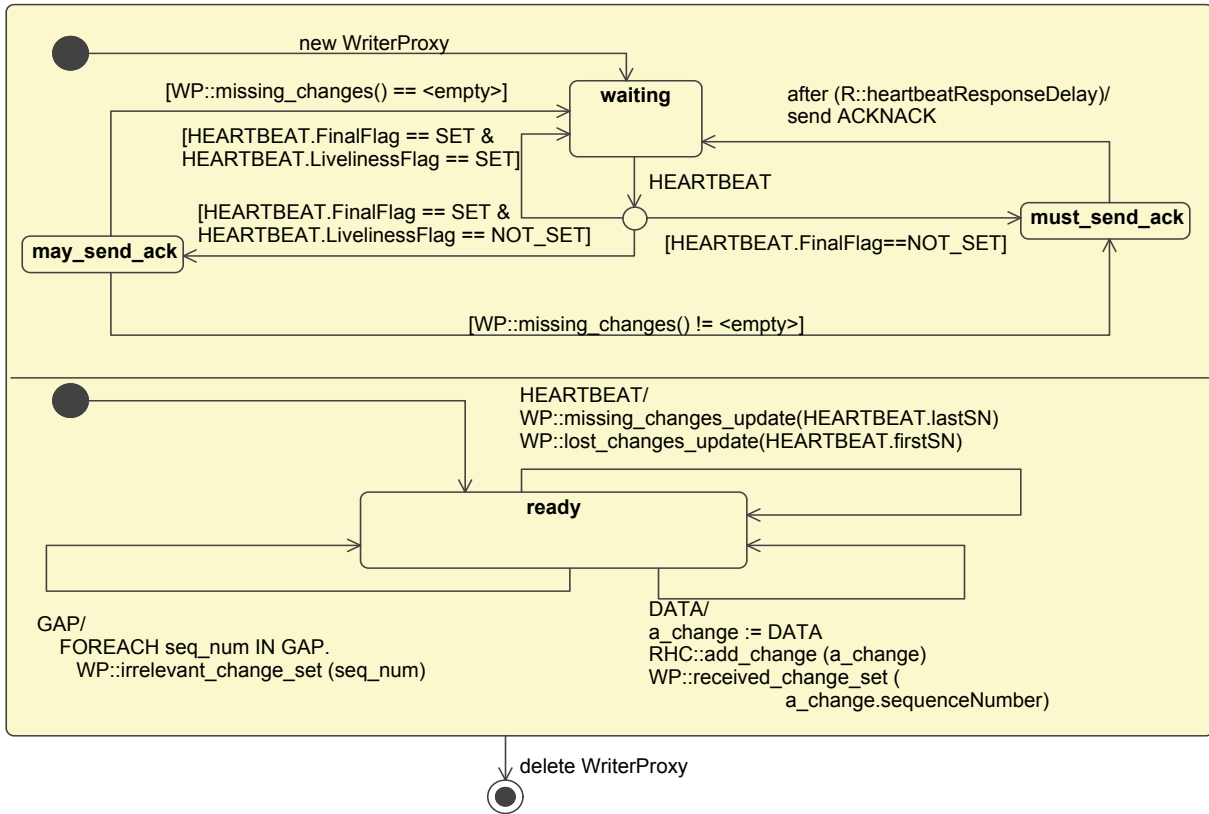 new WriterProxy
[WP::missing_changes() == <empty>]
waiting
after (R::heartbeatResponseDelay)/
send ACKNACK
[HEARTBEAT.FinalFlag == SET &
HEARTBEAT.LivelinessFlag == SET]
HEARTBEAT
[HEARTBEAT.FinalFlag == SET &
HEARTBEAT.LivelinessFlag == NOT_SET]
must_send_ack
may_send_ack
[HEARTBEAT.FinalFlag==NOT_SET]
[WP::missing_changes() != <empty>]
HEARTBEAT/
WP::missing_changes_update(HEARTBEAT.lastSN)
WP::lost_changes_update(HEARTBEAT.firstSN)
ready
GAP/
FOREACH seq_num IN GAP.
WP::irrelevant_change_set (seq_num)
DATA/
a_change := DATA
RHC::add_change (a_change)
WP::received_change_set (
a_change.sequenceNumber)
delete WriterProxy